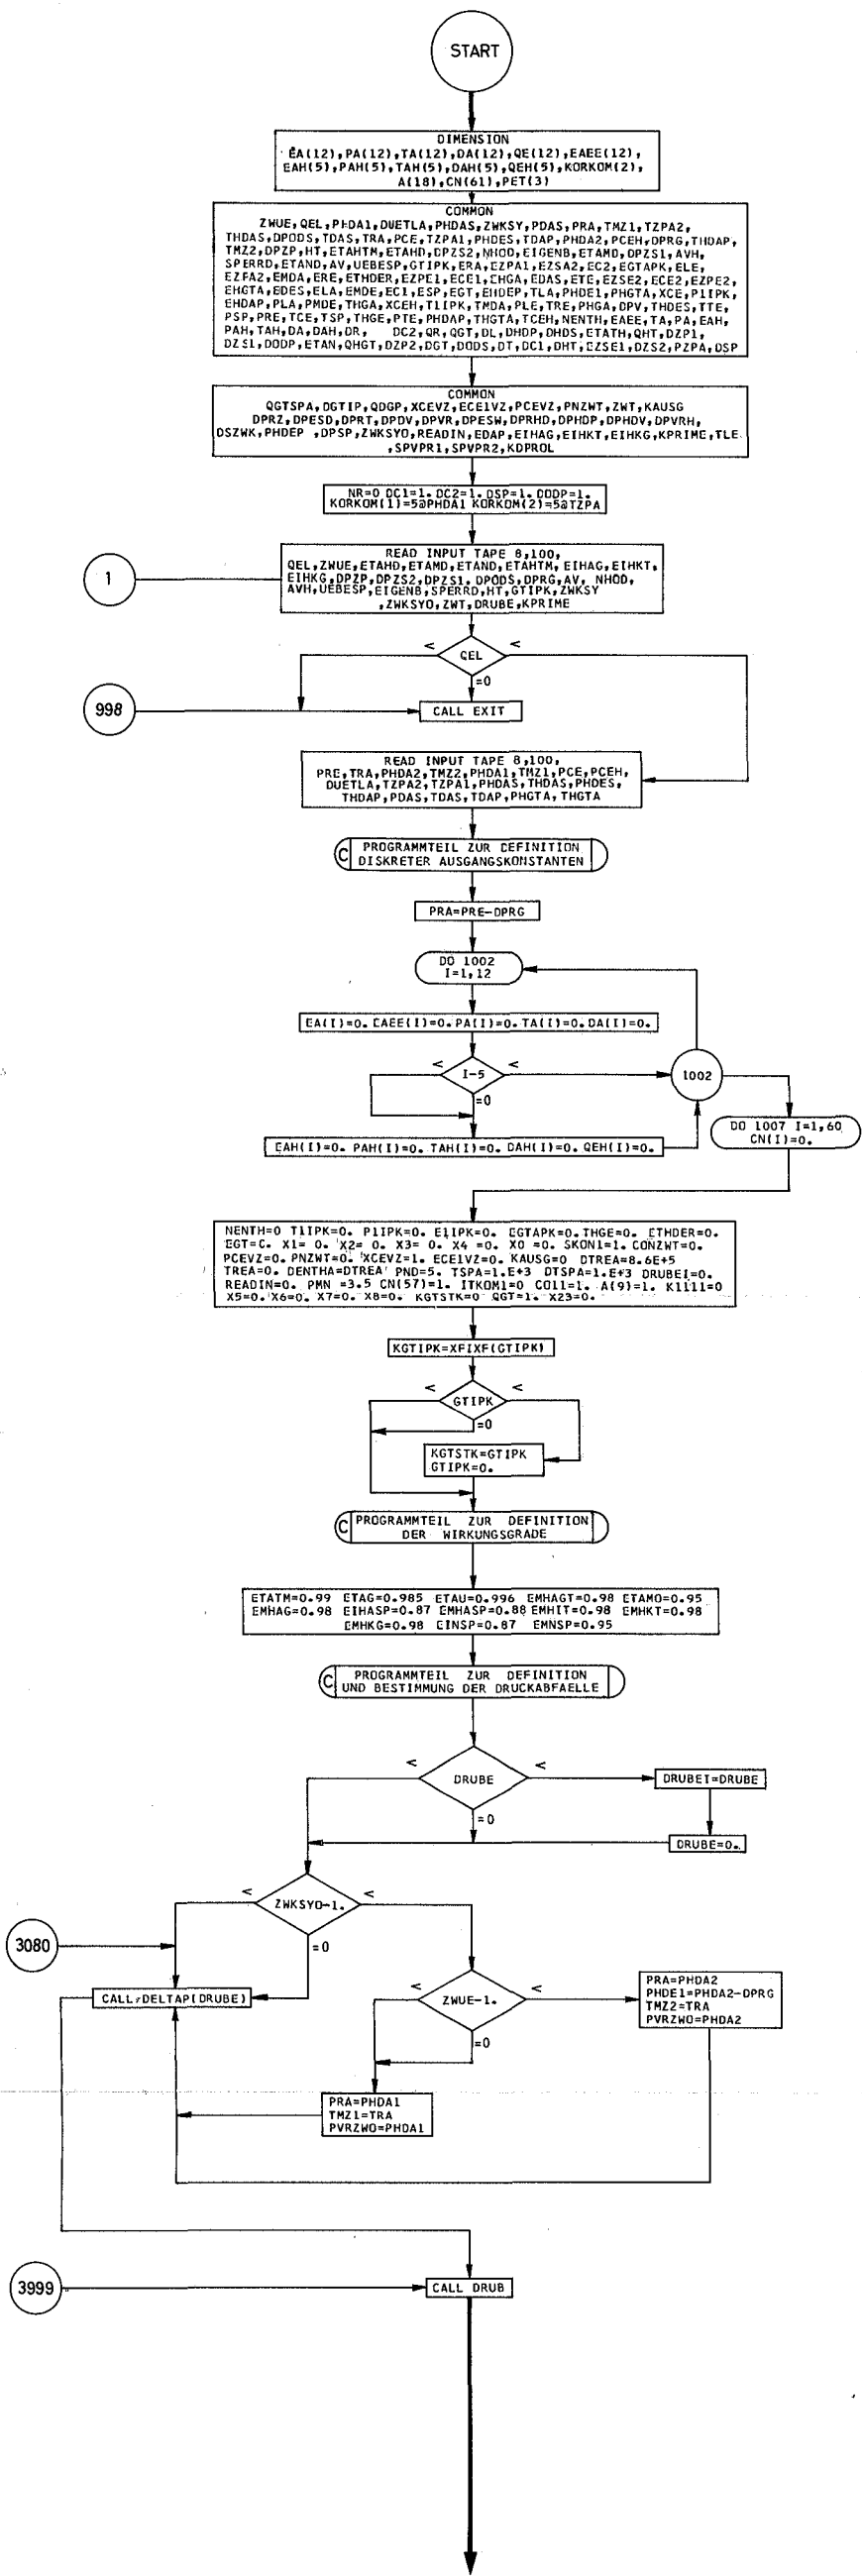 START
DIMENSION
EA(12),PA(12),TA(12),DA(12),QE(12),EAEE(12),
EAH(5),PAH(5),TAH(5),DAH(5),QEH(5),KORKOM(2),
A(18),CN(61),PET(3)
COMMON
ZWUE,QEL,PHDA1,DUETLA,PHDAS,ZWKSY,PDAS,PRA,TMZ1,TZPA2,
THDAS,DPODS,TDAS,TRA,PCE,TZPA1,PHDES,TDAP,PHDA2,PCEH,DPRG,THDAP,
TMZ2,DPZP,HT,ETAHTM,ETAHD,DPZS2,NHOD,EIGENB,ETAMD,DPZS1,AVH,
SPERRD,ETAND,AV,UEBESP,GTIPK,ERA,EZPA1,EZSA2,EC2,EGTAPK,ELE,
EZFA2,EMDA,ERE,ETHDER,EZPE1,ECE1,EHGA,EDAS,ETE,EZSE2,ECE2,EZPE2,
EHGTA,EDES,ELA,EMDE,EC1,ESP,EGT,EHDEP,TLA,PHDE1,PHGTA,XCE,P1IPK,
EHDAP,PLA,PMDE,THGA,XCEH,T1IPK,TMDA,PLE,TRE,PHGA,DPV,THDES,TTE,
PSP,PRE,TCE,TSP,THGE,PTE,PHDAP,THGTA,TCEH,NENTH,EAEE,TA,PA,EAH,
PAH,TAH,DA,DAH,DR, DC2,QR,QGT,DL,DHDP,DHDS,ETATH,QHT,DZP1,
DZS1,DODP,ETAN,QHGT,DZP2,DGT,DODS,DT,DC1,DHT,EZSE1,DZS2,PZPA,DSP
COMMON
QGTSPA,DGTIP,QDGP,XCEVZ,ECE1VZ,PCEVZ,PNZWT,ZWT,KAUSG
DPRZ,DPESD,DPRT,DPDV,DPVR,DPESW,DPRHD,DPHDP,DPHDV,DPVRH,
DSZWK,PHDEP ,DPSP,ZWKSYO,READIN,EDAP,EIHAG,EIHKT,EIHKG,KPRIME,TLE
,SPVPR1,SPVPR2,KDPROL
NR=0 DC1=1. DC2=1. DSP=1. DODP=1.
KORKOM(1)=5@PHDA1 KORKOM(2)=5@TZPA
1
READ INPUT TAPE 8,100,
QEL,ZWUE,ETAHD,ETAMD,ETAND,ETAHTM,EIHAG,EIHKT,
EIHKG,DPZP,DPZS2,DPZS1,DPODS,DPRG,AV, NHOD,
AVH,UEBESP,EIGENB,SPERRD,HT,GTIPK,ZWKSY
,ZWKSYO,ZWT,DRUBE,KPRIME
< QEL <
=0
998
CALL EXIT
READ INPUT TAPE 8,100,
PRE,TRA,PHDA2,TMZ2,PHDA1,TMZ1,PCE,PCEH,
DUETLA,TZPA2,TZPA1,PHDAS,THDAS,PHDES,
THDAP,PDAS,TDAS,TDAP,PHGTA,THGTA
C PROGRAMMTEIL ZUR DEFINITION
DISKRETER AUSGANGSKONSTANTEN
PRA=PRE-DPRG
DO 1002
I=1,12
EA(I)=0. EAEE(I)=0. PA(I)=0. TA(I)=0. DA(I)=0.
< I-5 <
=0
1002
DO 1007 I=1,60
CN(I)=0.
EAH(I)=0. PAH(I)=0. TAH(I)=0. DAH(I)=0. QEH(I)=0.
NENTH=0 T1IPK=0. P1IPK=0. E1IPK=0. EGTAPK=0. THGE=0. ETHDER=0.
EGT=0. X1= 0. X2= 0. X3= 0. X4 =0. X0 =0. SKON1=1. CONZWT=0.
PCEVZ=0. PNZWT=0. XCEVZ=1. ECE1VZ=0. KAUSG=0 DTREA=8.6E+5
TREA=0. DENTHA=DTREA PND=5. TSPA=1.E+3 DTSPA=1.E+3 DRUBEI=0.
READIN=0. PMN =3.5 CN(57)=1. ITKOM1=0 CO11=1. A(9)=1. K1111=0
X5=0. X6=0. X7=0. X8=0. KGTSTK=0 QGT=1. X23=0.
KGTIPK=XFIXF(GTIPK)
< GTIPK <
=0
KGTSTK=GTIPK
GTIPK=0.
C PROGRAMMTEIL ZUR DEFINITION
DER WIRKUNGSGRADE
ETATM=0.99 ETAG=0.985 ETAU=0.996 EMHAGT=0.98 ETAMO=0.95
EMHAG=0.98 EIHASP=0.87 EMHASP=0.88 EMHIT=0.98 EMHKT=0.98
EMHKG=0.98 EINSP=0.87 EMNSP=0.95
C PROGRAMMTEIL ZUR DEFINITION
UND BESTIMMUNG DER DRUCKABFAELLE
< DRUBE <
=0
DRUBEI=DRUBE
DRUBE=0.
< ZWKSYO-1. <
=0
3080
CALL DELTAP(DRUBE)
< ZWUE-1. <
=0
PRA=PHDA2
PHDE1=PHDA2-DPRG
TMZ2=TRA
PVRZWO=PHDA2
PRA=PHDA1
TMZ1=TRA
PVRZWO=PHDA1
3999
CALL DRUB